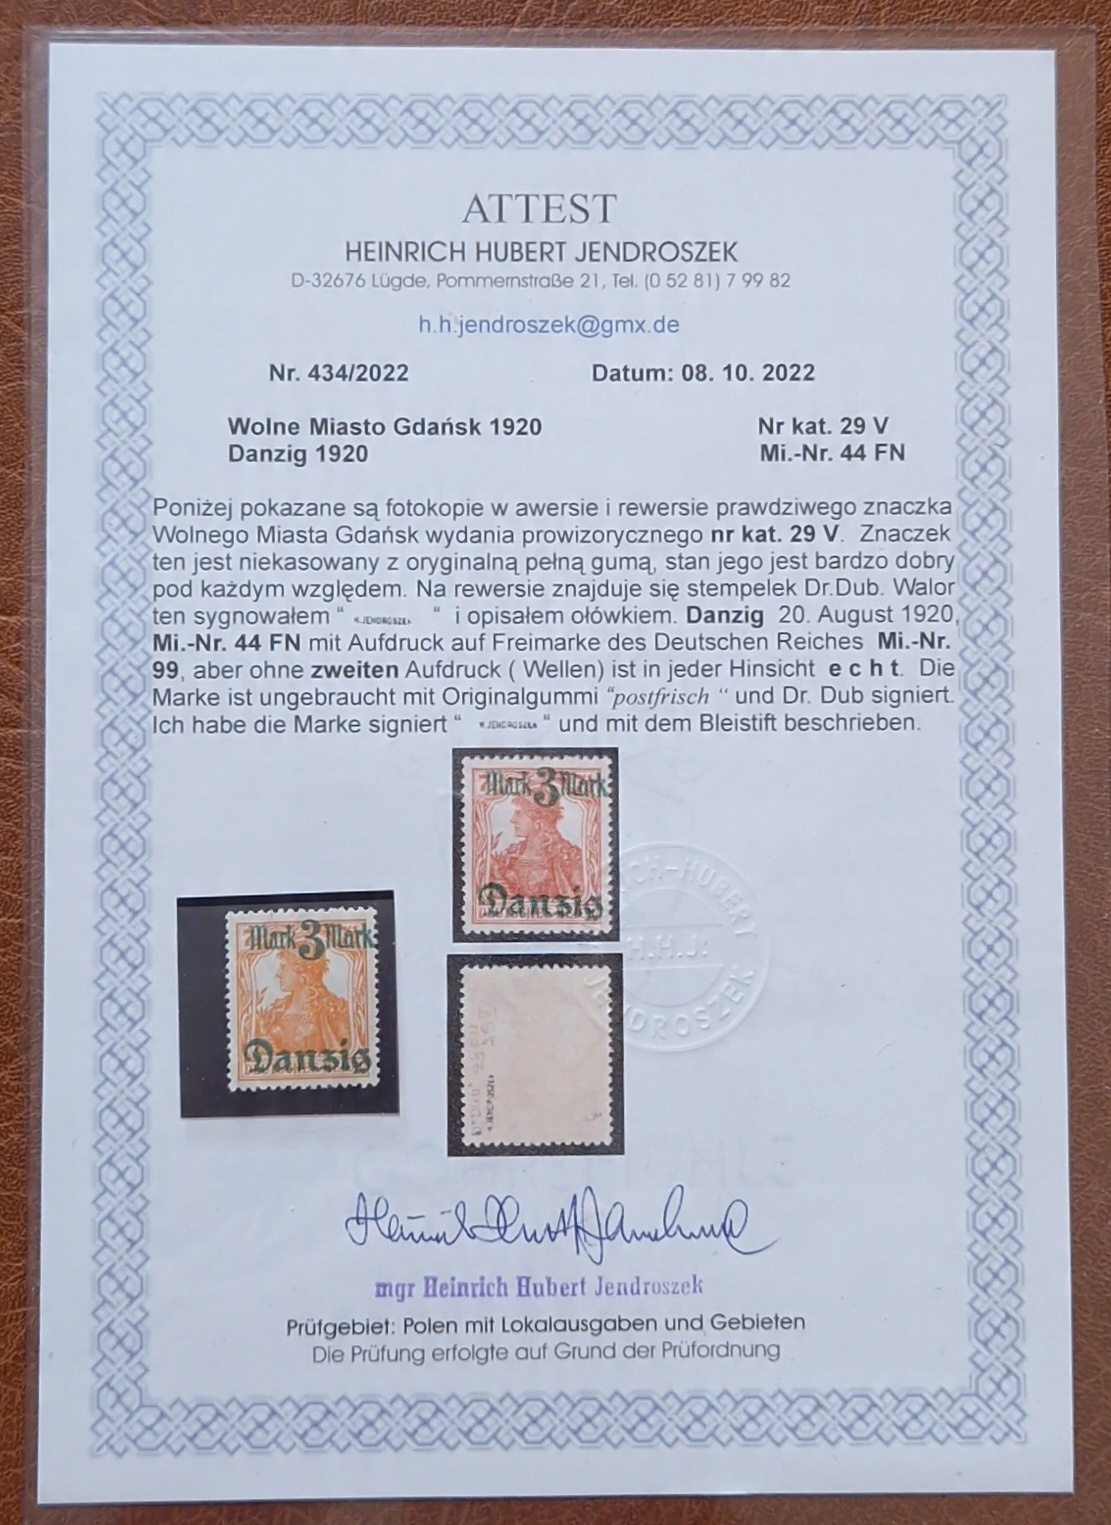 ATTEST
HEINRICH HUBERT JENDROSZEK
D-32676 Lügde, Pommernstraße 21, Tel. (0 52 81) 7 99 82
h.h.jendroszek@gmx.de
Nr. 434/2022 Datum: 08. 10. 2022
Wolne Miasto Gdańsk 1920 Nr kat. 29 V
Danzig 1920 Mi.-Nr. 44 FN
Poniżej pokazane są fotokopie w awersie i rewersie prawdziwego znaczka
Wolnego Miasta Gdańsk wydania prowizorycznego nr kat. 29 V. Znaczek
ten jest niekasowany z oryginalną pełną gumą, stan jego jest bardzo dobry
pod każdym względem. Na rewersie znajduje się stempelek Dr.Dub. Walor
ten sygnowałem “ H.JENDROSZEK “ i opisałem ołówkiem. Danzig 20. August 1920,
Mi.-Nr. 44 FN mit Aufdruck auf Freimarke des Deutschen Reiches Mi.-Nr.
99, aber ohne zweiten Aufdruck ( Wellen) ist in jeder Hinsicht e c h t. Die
Marke ist ungebraucht mit Originalgummi “postfrisch “ und Dr. Dub signiert.
Ich habe die Marke signiert “ H.JENDROSZEK “ und mit dem Bleistift beschrieben.
Mark 3 Mark
Danzig
Mark 3 Mark
Danzig
HEINRICH-HUBERT
H.H.J.
JENDROSZEK
mgr Heinrich Hubert Jendroszek
Prüfgebiet: Polen mit Lokalausgaben und Gebieten
Die Prüfung erfolgte auf Grund der Prüfordnung